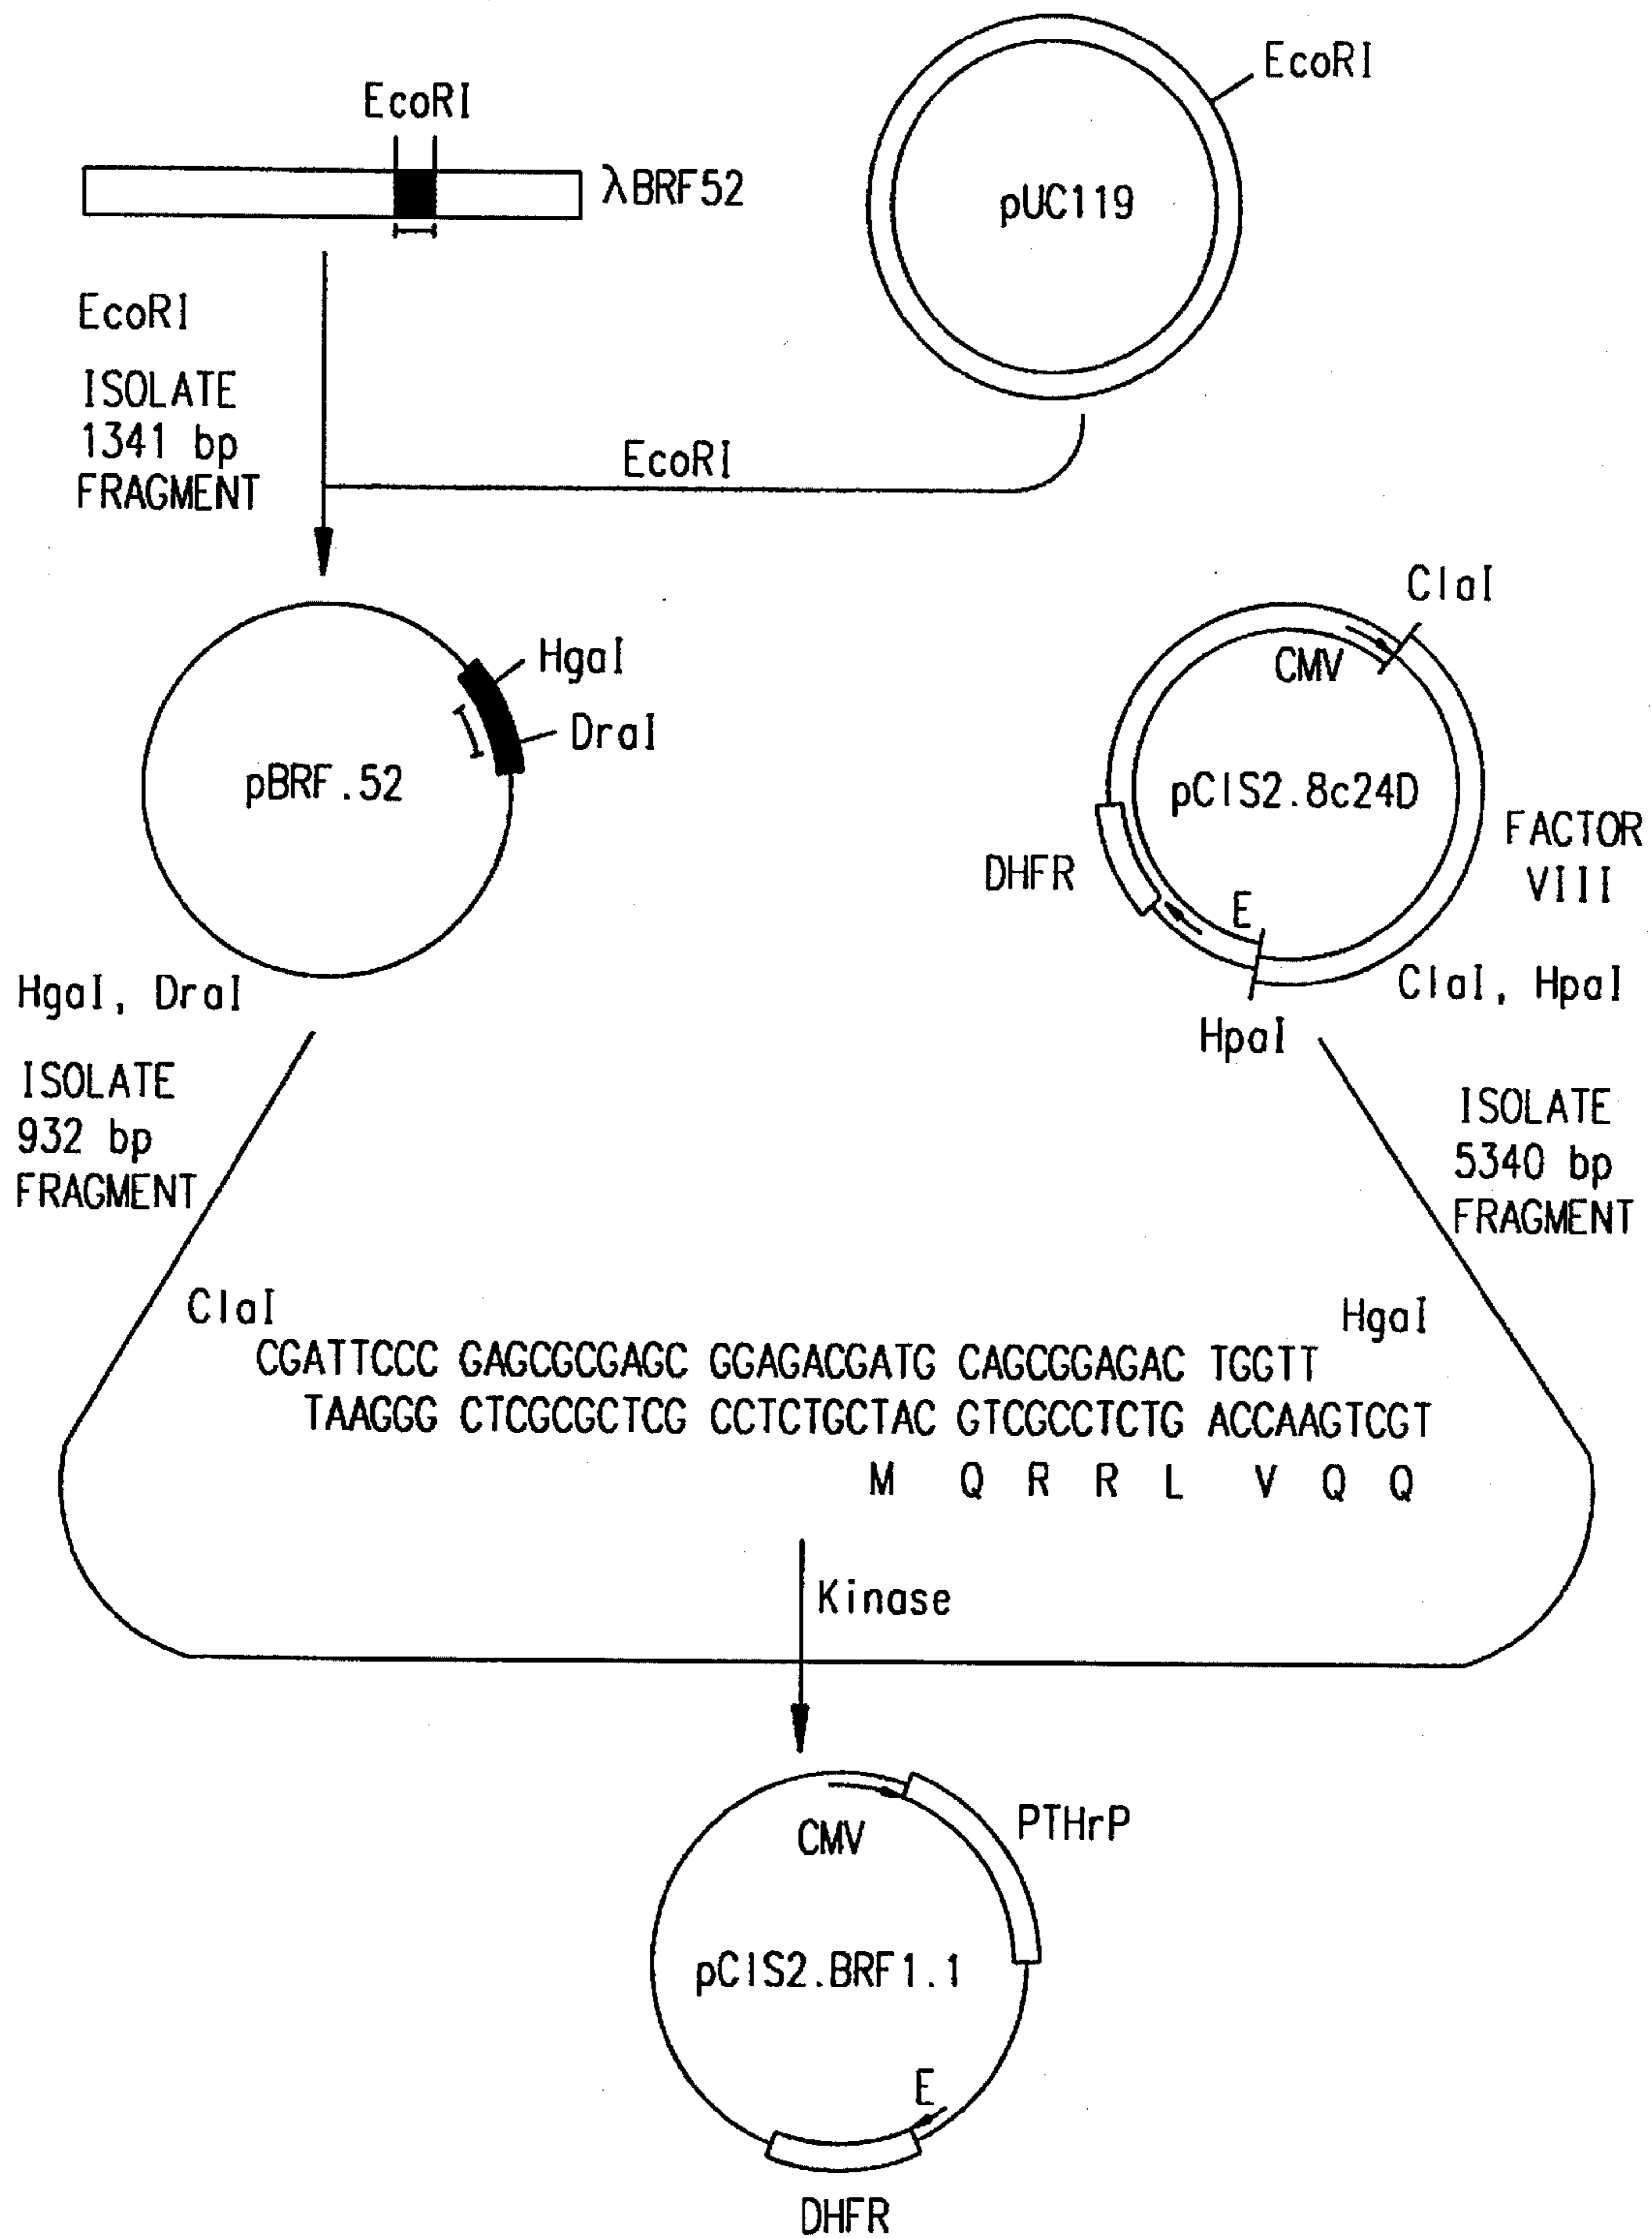 EcoRI
λBRF52
EcoRI
pUC119
EcoRI
ISOLATE
1341 bp
FRAGMENT
EcoRI
HgaI
DraI
pBRF.52
ClaI
CMV
pCIS2.8c24D
FACTOR
VIII
DHFR
E
ClaI, HpaI
HpaI
HgaI, DraI
ISOLATE
932 bp
FRAGMENT
ISOLATE
5340 bp
FRAGMENT
ClaI
HgaI
CGATTCCC GAGCGCGAGC GGAGACGATG CAGCGGAGAC TGGTT
TAAGGG CTCGCGCTCG CCTCTGCTAC GTCGCCTCTG ACCAAGTCGT
M Q R R L V Q Q
Kinase
CMV
PTHrP
pCIS2.BRF1.1
E
DHFR